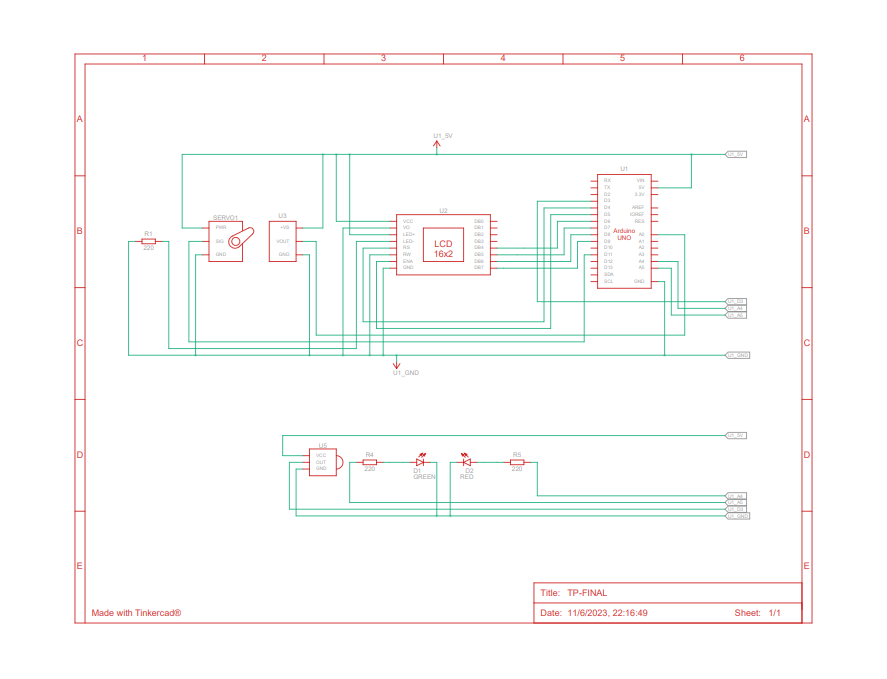 1 2 3 4 5 6
A A
U1_5V
U1_5V
U1
B B
SERVO1
PWR
SIG
GND
U3
+VS
VOUT
GND
R1
220
U2
VCC
VO
LED+
LED-
RS
RW
ENA
GND
LCD
16x2
DB0
DB1
DB2
DB3
DB4
DB5
DB6
DB7
RX
TX
D2
D3
D4
D5
D6
D7
D8
D9
D10
D11
D12
D13
SDA
SCL
Arduino
UNO
VIN
5V
3.3V
AREF
IOREF
RES
A0
A1
A2
A3
A4
A5
GND
U1_D3
U1_A4
U1_A5
C C
U1_GND
U1_GND
U1_5V
D D
U5
VCC
OUT
GND
R4
220
D1
GREEN
D2
RED
R5
220
U1_A4
U1_A5
U1_D3
U1_GND
E E
Title: TP-FINAL
Made with Tinkercad®
Date: 11/6/2023, 22:16:49 Sheet: 1/1